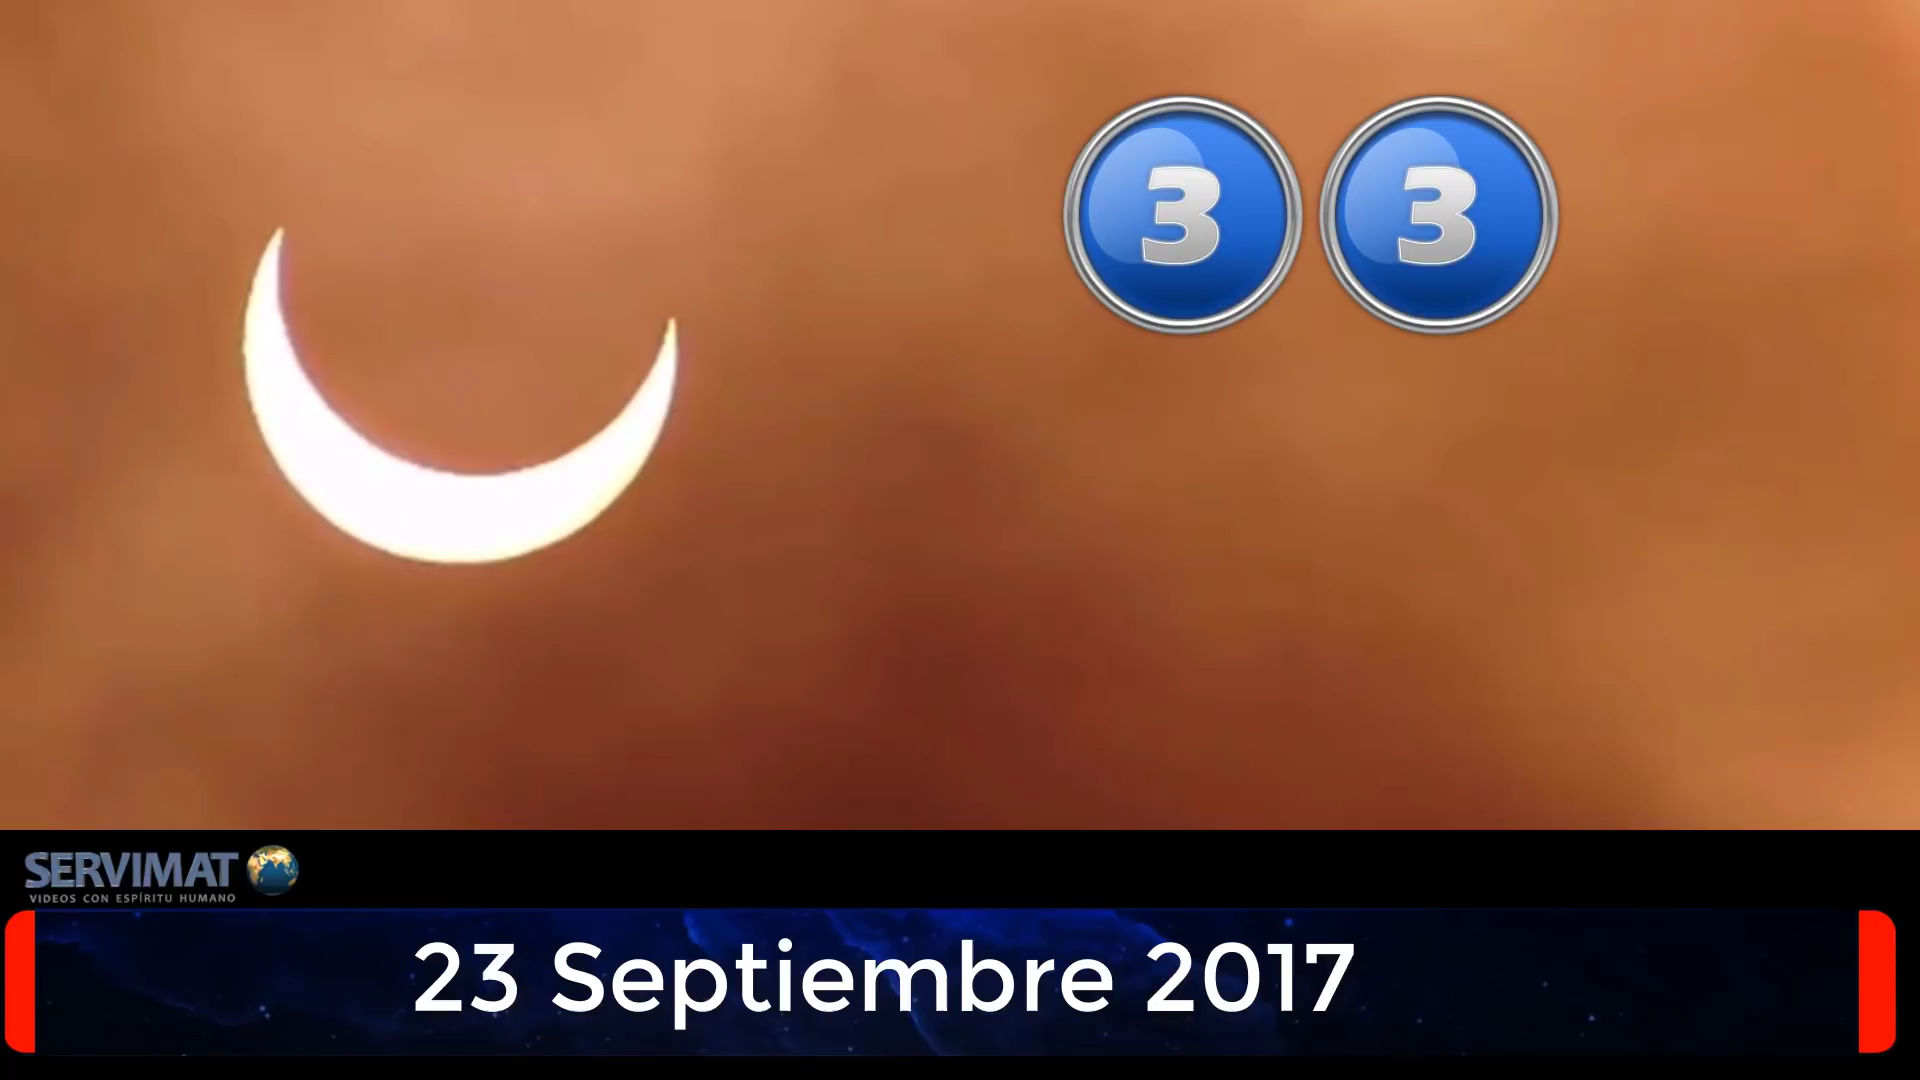 3 3
SERVIMAT
VIDEOS CON ESPÍRITU HUMANO
23 Septiembre 2017